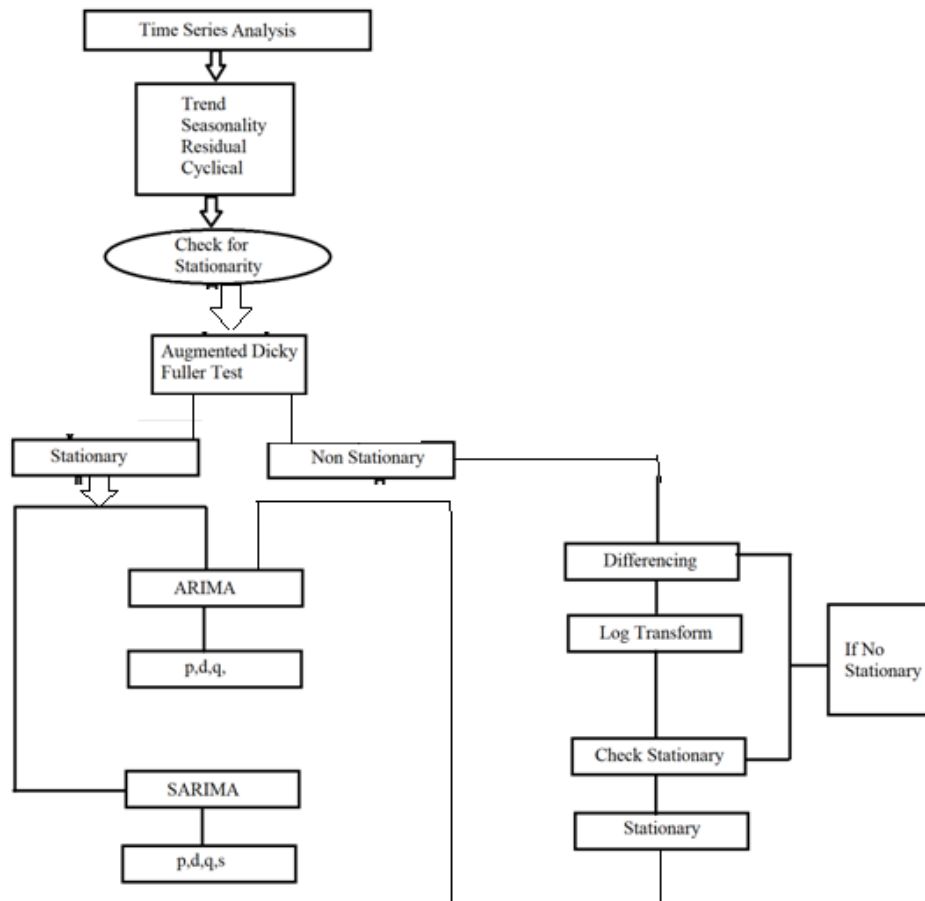 Time Series Analysis
Trend
Seasonality
Residual
Cyclical
Check for
Stationarity
Augmented Dicky
Fuller Test
Stationary
Non Stationary
ARIMA
p,d,q,
SARIMA
p,d,q,s
Differencing
Log Transform
If No
Stationary
Check Stationary
Stationary